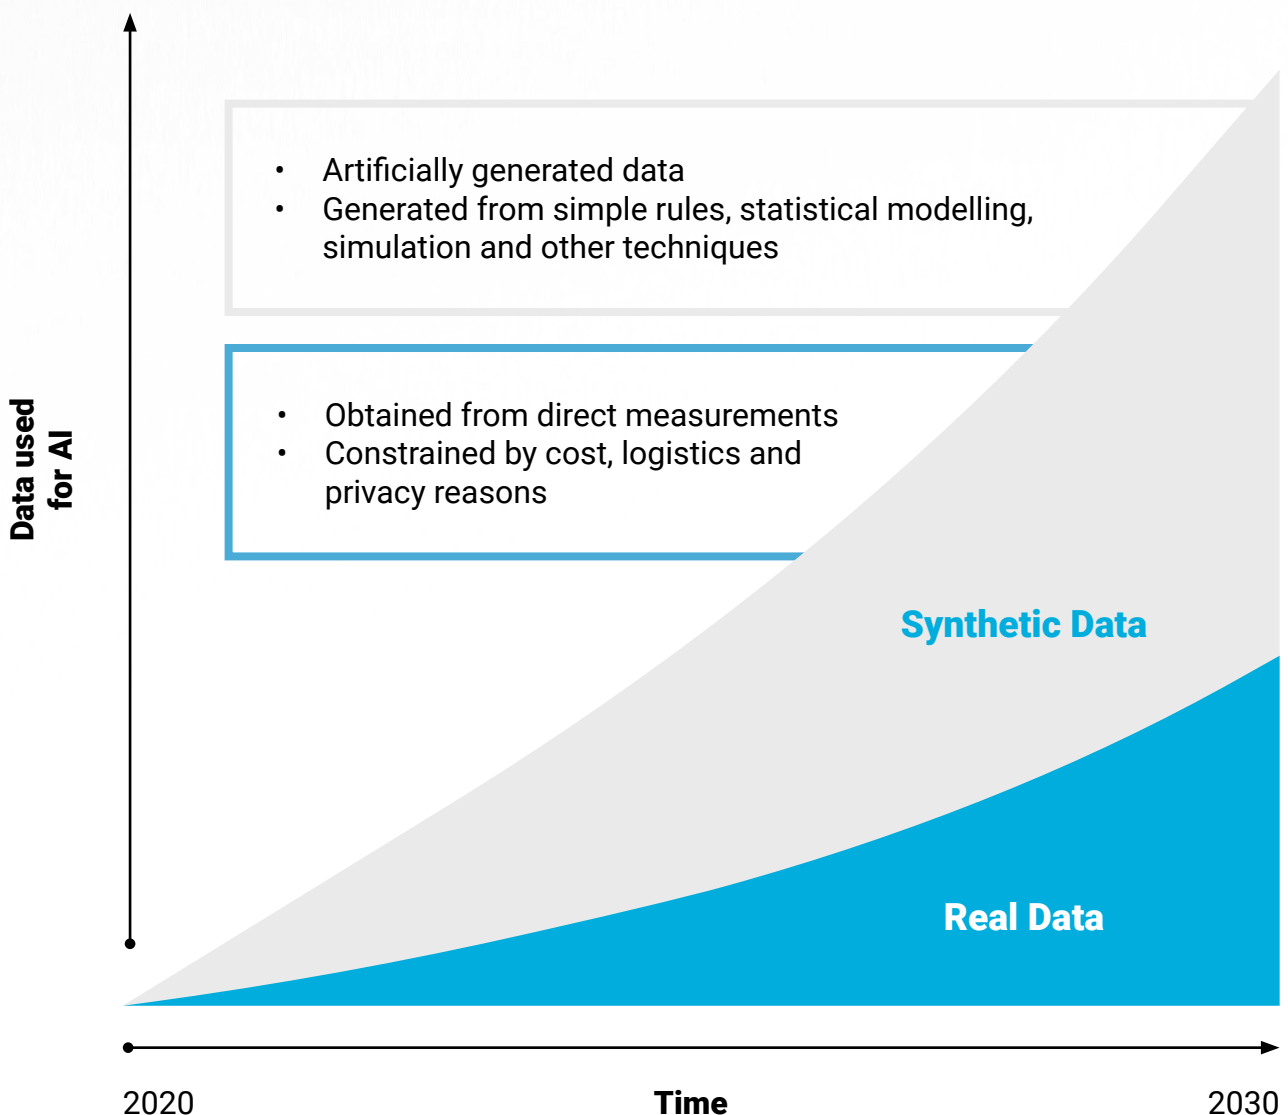 • Artificially generated data
• Generated from simple rules, statistical modelling,
simulation and other techniques
• Obtained from direct measurements
• Constrained by cost, logistics and
privacy reasons
Data used
for AI
Synthetic Data
Real Data
2020
Time
2030